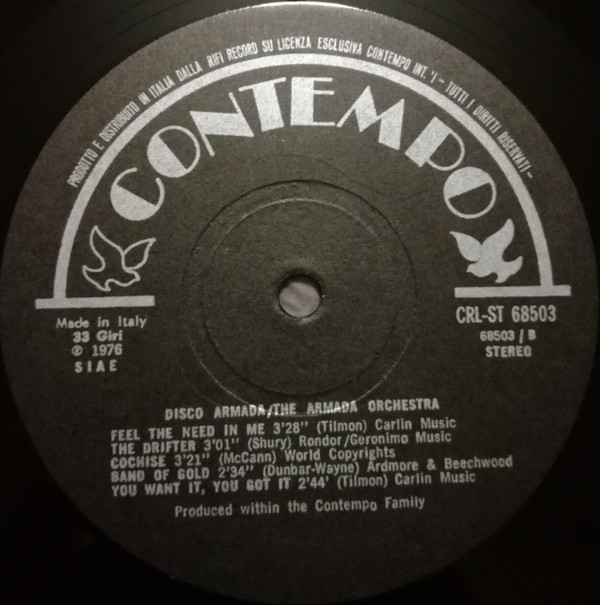 PRODOTTO E DISTRIBUITO IN ITALIA DALLA RIFI RECORD SU LICENZA ESCLUSIVA CONTEMPO INT. - TUTTI I DIRITTI RISERVATI -
CONTEMPO
Made in Italy
33 Giri
℗ 1976
SIAE
CRL-ST 68503
68503 / B
STEREO
DISCO ARMADA/THE ARMADA ORCHESTRA
FEEL THE NEED IN ME 3'28" (Tilmon) Carlin Music
THE DRIFTER 3'01" (Shury) Rondor/Geronimo Music
COCHISE 3'21" (McCann) World Copyrights
BAND OF GOLD 2'34" (Dunbar-Wayne) Ardmore & Beechwood
YOU WANT IT, YOU GOT IT 2'44' (Tilmon) Carlin Music
Produced within the Contempo Family